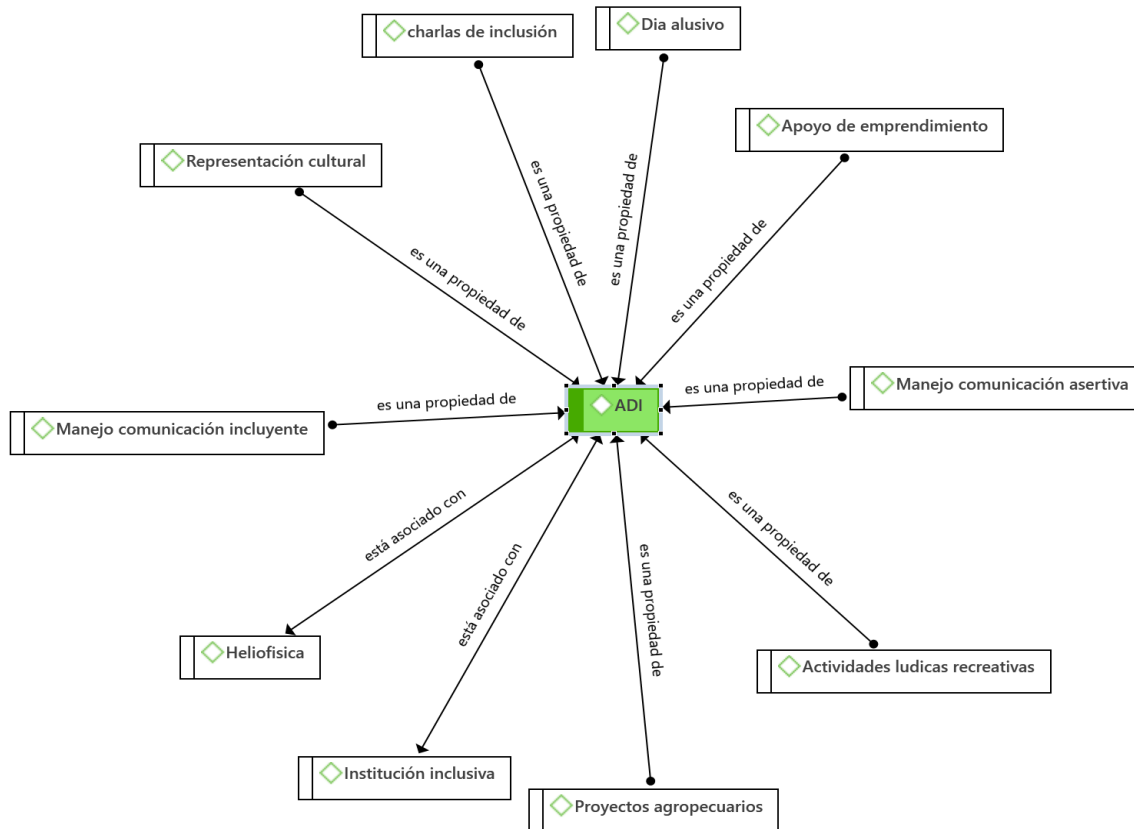 charlas de inclusión
Dia alusivo
Apoyo de emprendimiento
Representación cultural
es una propiedad de
es una propiedad de
es una propiedad de
es una propiedad de
ADI
Manejo comunicación asertiva
es una propiedad de
es una propiedad de
Manejo comunicación incluyente
está asociado con
está asociado con
es una propiedad de
es una propiedad de
Heliofisica
Actividades ludicas recreativas
Institución inclusiva
Proyectos agropecuarios